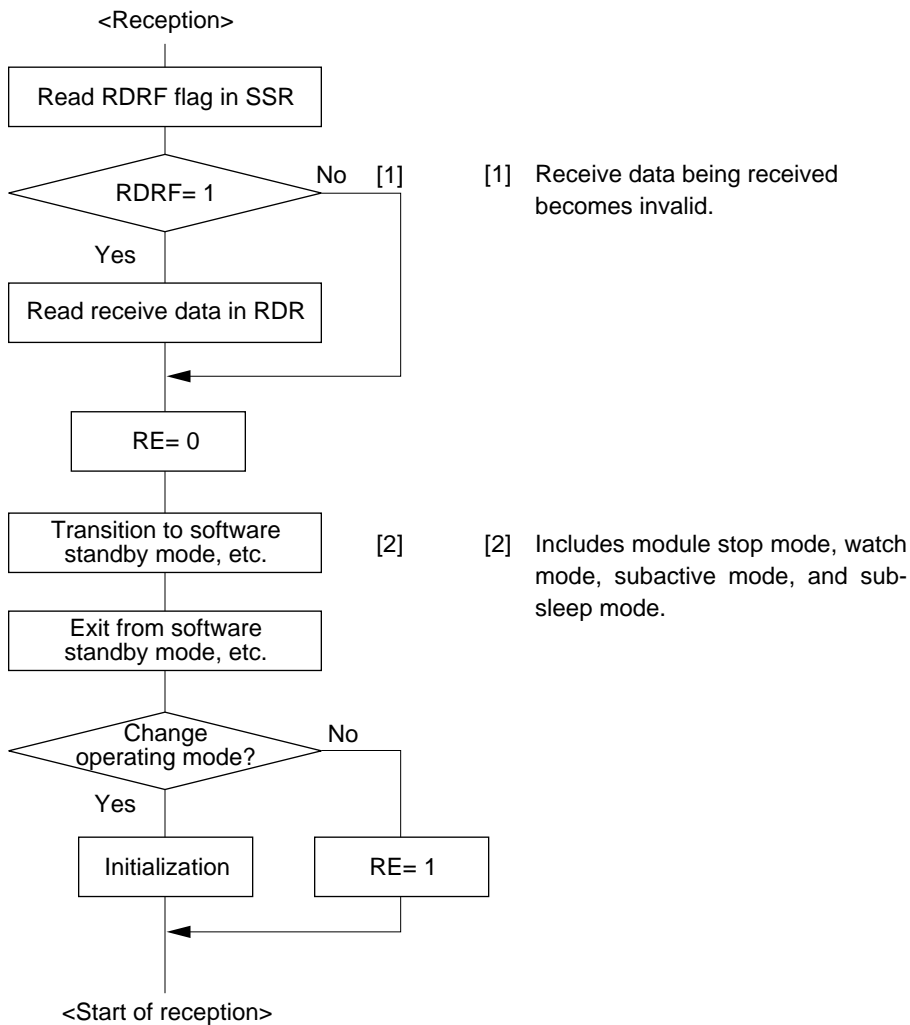 <Reception>
Read RDRF flag in SSR
RDRF= 1
No [1]
[1] Receive data being received
becomes invalid.
Yes
Read receive data in RDR
RE= 0
Transition to software
standby mode, etc.
[2]
[2] Includes module stop mode, watch
mode, subactive mode, and sub-
sleep mode.
Exit from software
standby mode, etc.
Change
operating mode?
No
Yes
Initialization
RE= 1
<Start of reception>